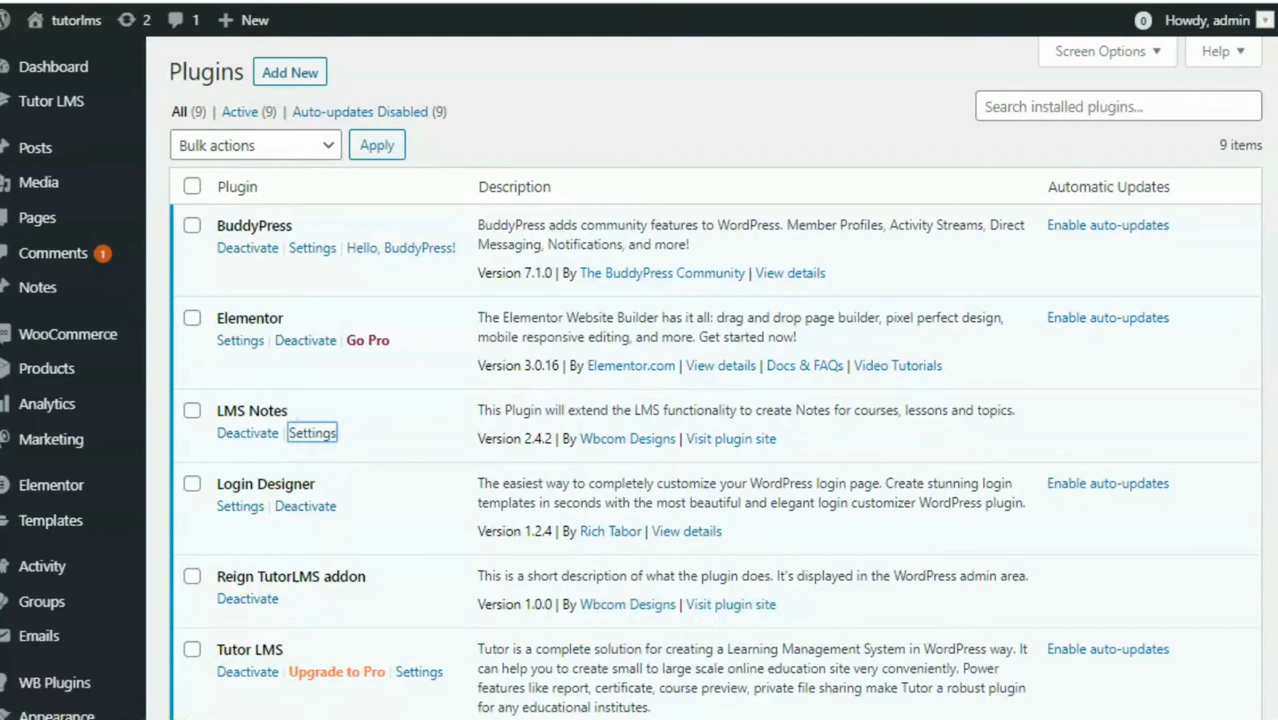 tutorlms 2 1 New 0 Howdy, admin
Screen Options Help
Dashboard
Tutor LMS
Posts
Media
Pages
Comments 1
Notes
WooCommerce
Products
Analytics
Marketing
Elementor
Templates
Activity
Groups
Emails
WB Plugins
Appearance
Plugins Add New
All (9) | Active (9) | Auto-updates Disabled (9)
Search installed plugins...
Bulk actions Apply
9 items
Plugin Description Automatic Updates
BuddyPress
Deactivate | Settings | Hello, BuddyPress!
BuddyPress adds community features to WordPress. Member Profiles, Activity Streams, Direct
Messaging, Notifications, and more!
Version 7.1.0 | By The BuddyPress Community | View details
Enable auto-updates
Elementor
Settings | Deactivate | Go Pro
The Elementor Website Builder has it all: drag and drop page builder, pixel perfect design,
mobile responsive editing, and more. Get started now!
Version 3.0.16 | By Elementor.com | View details | Docs & FAQs | Video Tutorials
Enable auto-updates
LMS Notes
Deactivate | Settings
This Plugin will extend the LMS functionality to create Notes for courses, lessons and topics.
Version 2.4.2 | By Wbcom Designs | Visit plugin site
Login Designer
Settings | Deactivate
The easiest way to completely customize your WordPress login page. Create stunning login
templates in seconds with the most beautiful and elegant login customizer WordPress plugin.
Version 1.2.4 | By Rich Tabor | View details
Enable auto-updates
Reign TutorLMS addon
Deactivate
This is a short description of what the plugin does. It's displayed in the WordPress admin area.
Version 1.0.0 | By Wbcom Designs | Visit plugin site
Tutor LMS
Deactivate | Upgrade to Pro | Settings
Tutor is a complete solution for creating a Learning Management System in WordPress way. It
can help you to create small to large scale online education site very conveniently. Power
features like report, certificate, course preview, private file sharing make Tutor a robust plugin
for any educational institutes.
Enable auto-updates